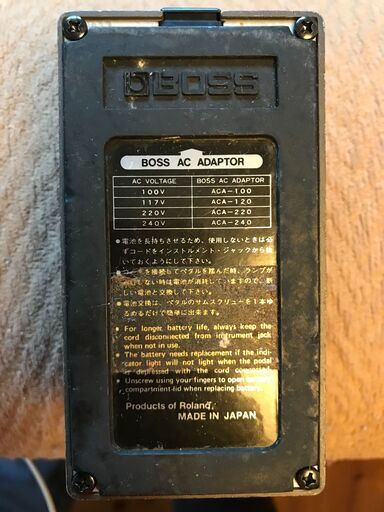 BOSS
BOSS AC ADAPTOR
AC VOLTAGE BOSS AC ADAPTOR
100V ACA-100
117V ACA-120
220V ACA-220
240V ACA-240
●電池を長持ちさせるため、使用しないときは必
ずコードをインストルメント・ジャックから抜
いておくようにして下さい。
を接続してペダルを踏んだ時、ランプが
しない時は電池が消耗していますので、新
しい電池と交換して下さい。
●電池交換は、ペダルのサムスクリューを1本ゆ
るめるだけで簡単に出来ます。
● For longer battery life, always keep the
cord disconnected from instrument jack
when not in use.
● The battery needs replacement if the indi-
cator light will not light when the pedal
is depressed with the cord connected.
● Unscrew using your fingers to open battery
compartment lid when replacing battery.
Products of Roland.
MADE IN JAPAN